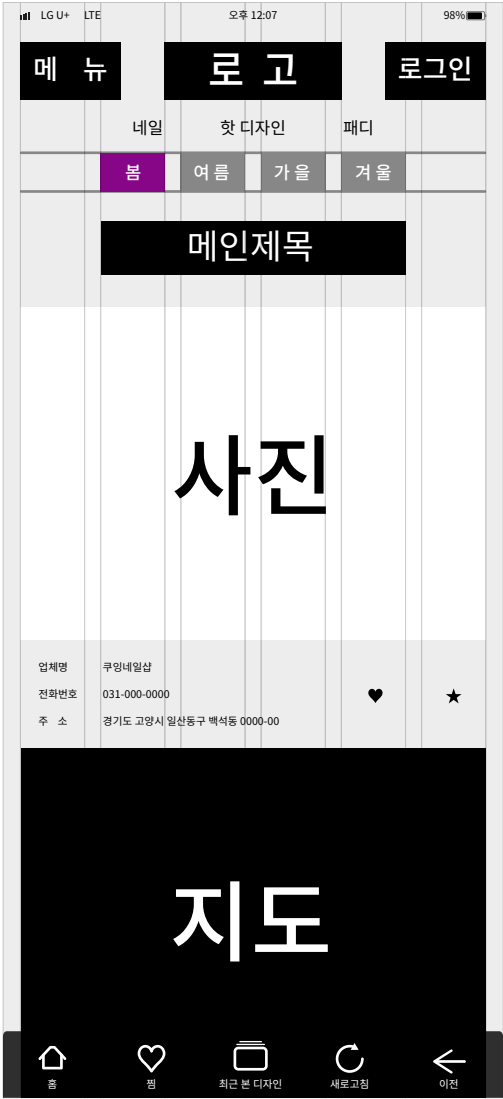 LG U+ LTE 오후 12:07 98%
메 뉴 로 고 로그인
네일 핫 디자인 패디
봄 여 름 가 을 겨 울
메인제목
사진
업체명 쿠잉네일샵
전화번호 031-000-0000
주 소 경기도 고양시 일산동구 백석동 0000-00
지도
홈 찜 최근 본 디자인 새로고침 이전